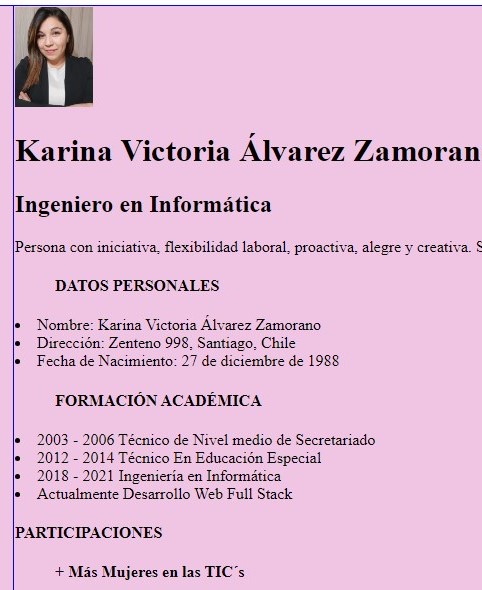 Karina Victoria Álvarez Zamoran
Ingeniero en Informática
Persona con iniciativa, flexibilidad laboral, proactiva, alegre y creativa. S
DATOS PERSONALES
• Nombre: Karina Victoria Álvarez Zamorano
• Dirección: Zenteno 998, Santiago, Chile
• Fecha de Nacimiento: 27 de diciembre de 1988
FORMACIÓN ACADÉMICA
• 2003 - 2006 Técnico de Nivel medio de Secretariado
• 2012 - 2014 Técnico En Educación Especial
• 2018 - 2021 Ingeniería en Informática
• Actualmente Desarrollo Web Full Stack
PARTICIPACIONES
+ Más Mujeres en las TIC´s